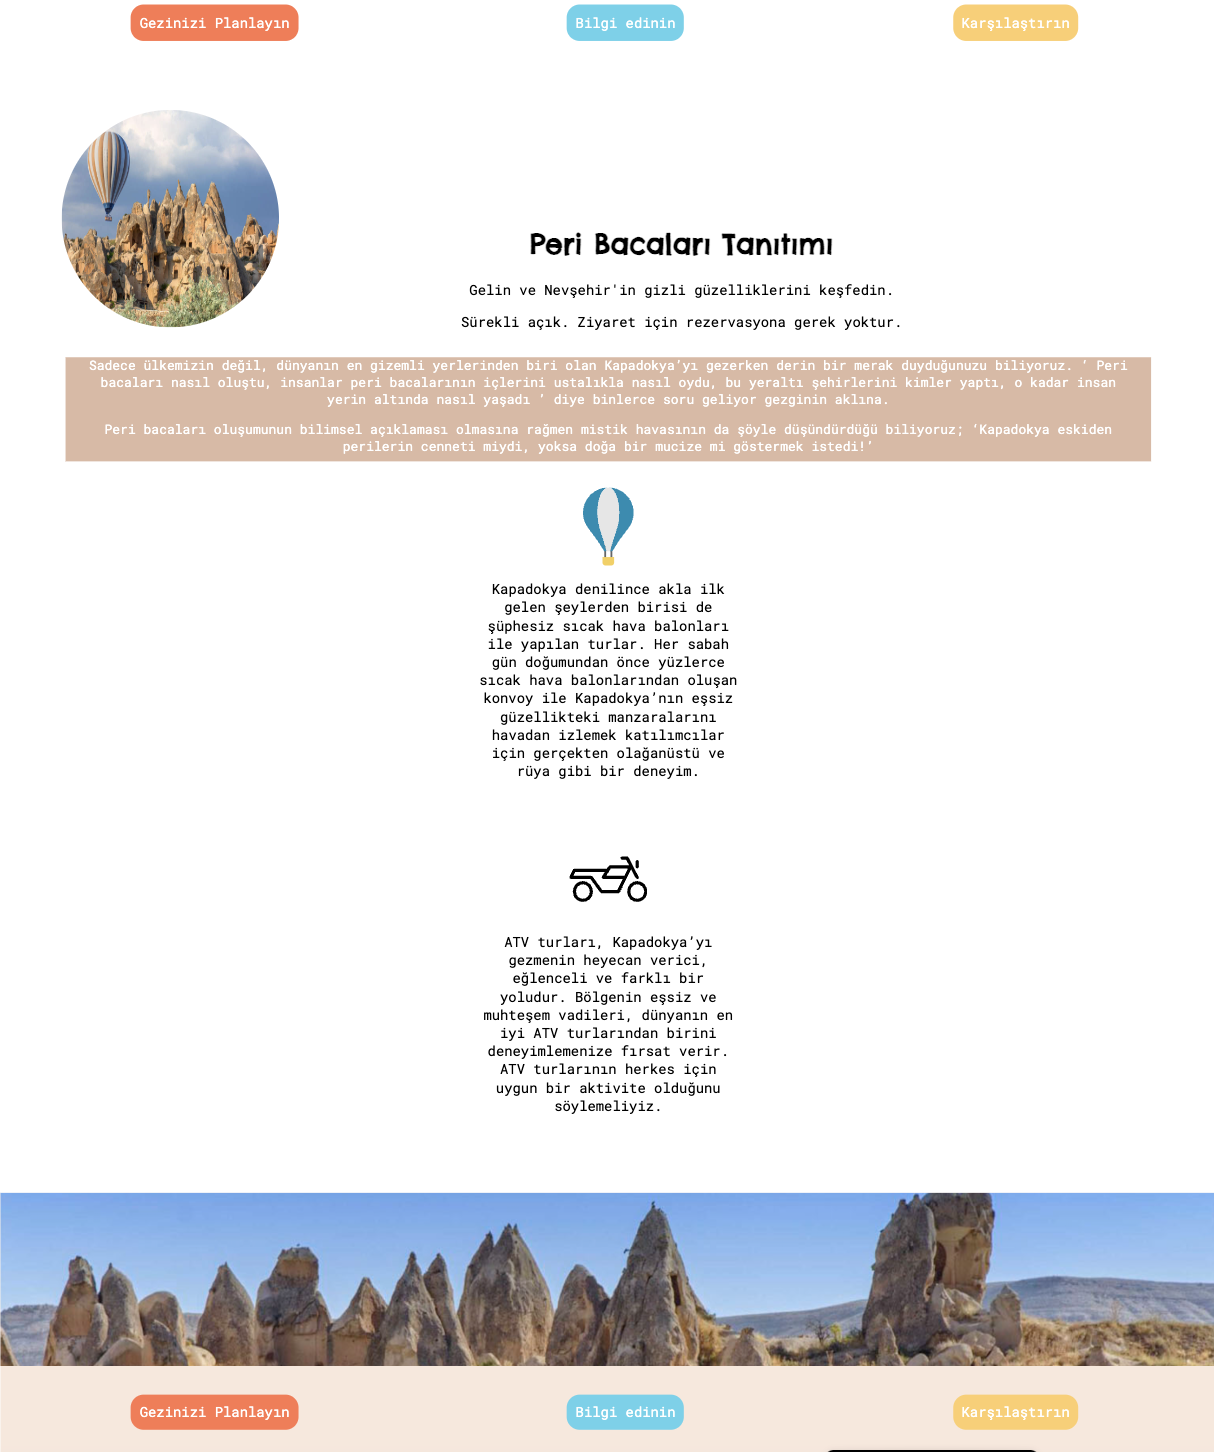 Gezinizi Planlayın
Bilgi edinin
Karşılaştırın
Peri Bacaları Tanıtımı
Gelin ve Nevşehir'in gizli güzelliklerini keşfedin.
Sürekli açık. Ziyaret için rezervasyona gerek yoktur.
Sadece ülkemizin değil, dünyanın en gizemli yerlerinden biri olan Kapadokya’yı gezerken derin bir merak duyduğunuzu biliyoruz. ’ Peri
bacaları nasıl oluştu, insanlar peri bacalarının içlerini ustalıkla nasıl oydu, bu yeraltı şehirlerini kimler yaptı, o kadar insan
yerin altında nasıl yaşadı ’ diye binlerce soru geliyor gezginin aklına.
Peri bacaları oluşumunun bilimsel açıklaması olmasına rağmen mistik havasının da şöyle düşündürdüğü biliyoruz; ‘Kapadokya eskiden
perilerin cenneti miydi, yoksa doğa bir mucize mi göstermek istedi!’
Kapadokya denilince akla ilk
gelen şeylerden birisi de
şüphesiz sıcak hava balonları
ile yapılan turlar. Her sabah
gün doğumundan önce yüzlerce
sıcak hava balonlarından oluşan
konvoy ile Kapadokya’nın eşsiz
güzellikteki manzaralarını
havadan izlemek katılımcılar
için gerçekten olağanüstü ve
rüya gibi bir deneyim.
ATV turları, Kapadokya’yı
gezmenin heyecan verici,
eğlenceli ve farklı bir
yoludur. Bölgenin eşsiz ve
muhteşem vadileri, dünyanın en
iyi ATV turlarından birini
deneyimlemenize fırsat verir.
ATV turlarının herkes için
uygun bir aktivite olduğunu
söylemeliyiz.
Gezinizi Planlayın
Bilgi edinin
Karşılaştırın